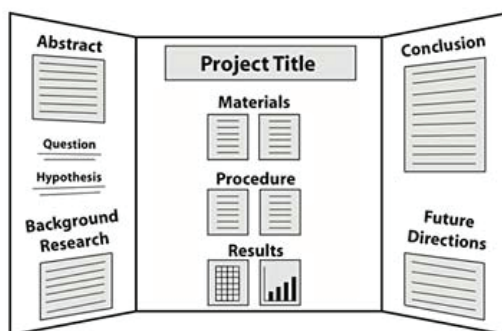 Abstract
Question
Hypothesis
Background
Research
Project Title
Materials
Procedure
Results
Conclusion
Future
Directions